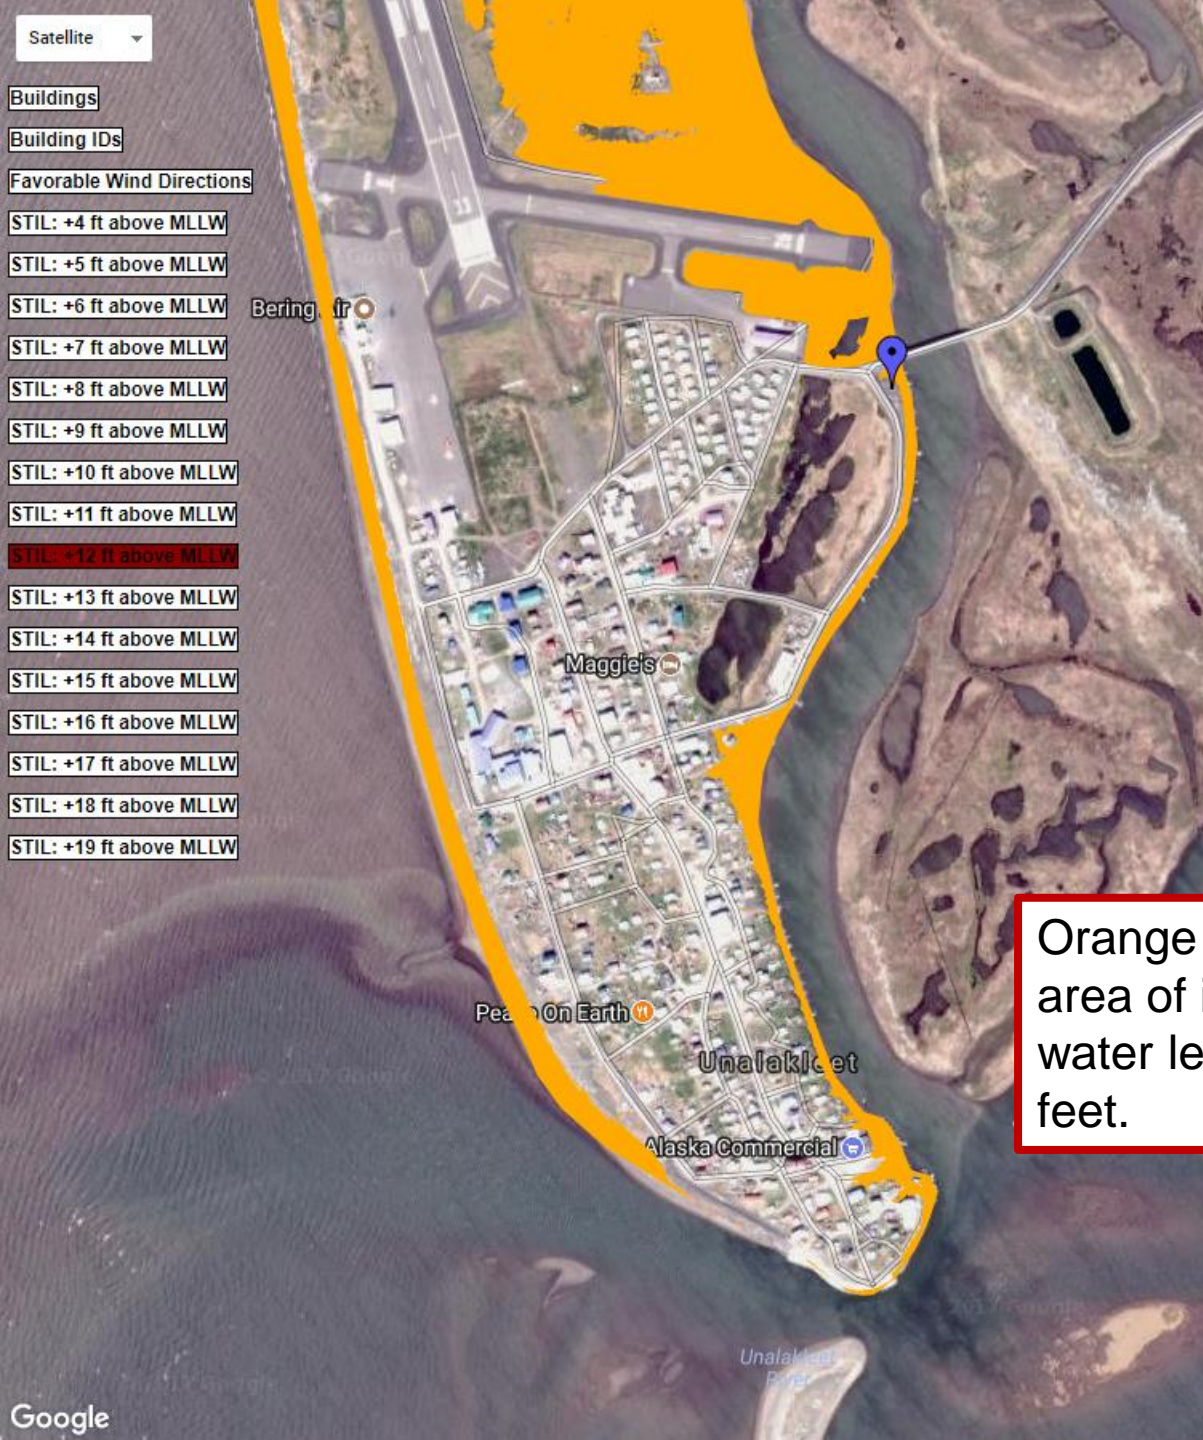 Satellite
Buildings
Building IDs
Favorable Wind Directions
STIL: +4 ft above MLLW
STIL: +5 ft above MLLW
STIL: +6 ft above MLLW
Bering Air
STIL: +7 ft above MLLW
STIL: +8 ft above MLLW
STIL: +9 ft above MLLW
STIL: +10 ft above MLLW
STIL: +11 ft above MLLW
STIL: +12 ft above MLLW
STIL: +13 ft above MLLW
STIL: +14 ft above MLLW
Maggie's
STIL: +15 ft above MLLW
STIL: +16 ft above MLLW
STIL: +17 ft above MLLW
STIL: +18 ft above MLLW
STIL: +19 ft above MLLW
Orange
area of
water le
feet.
Peace On Earth
Unalakleet
Alaska Commercial
Unalakleet
River
Google